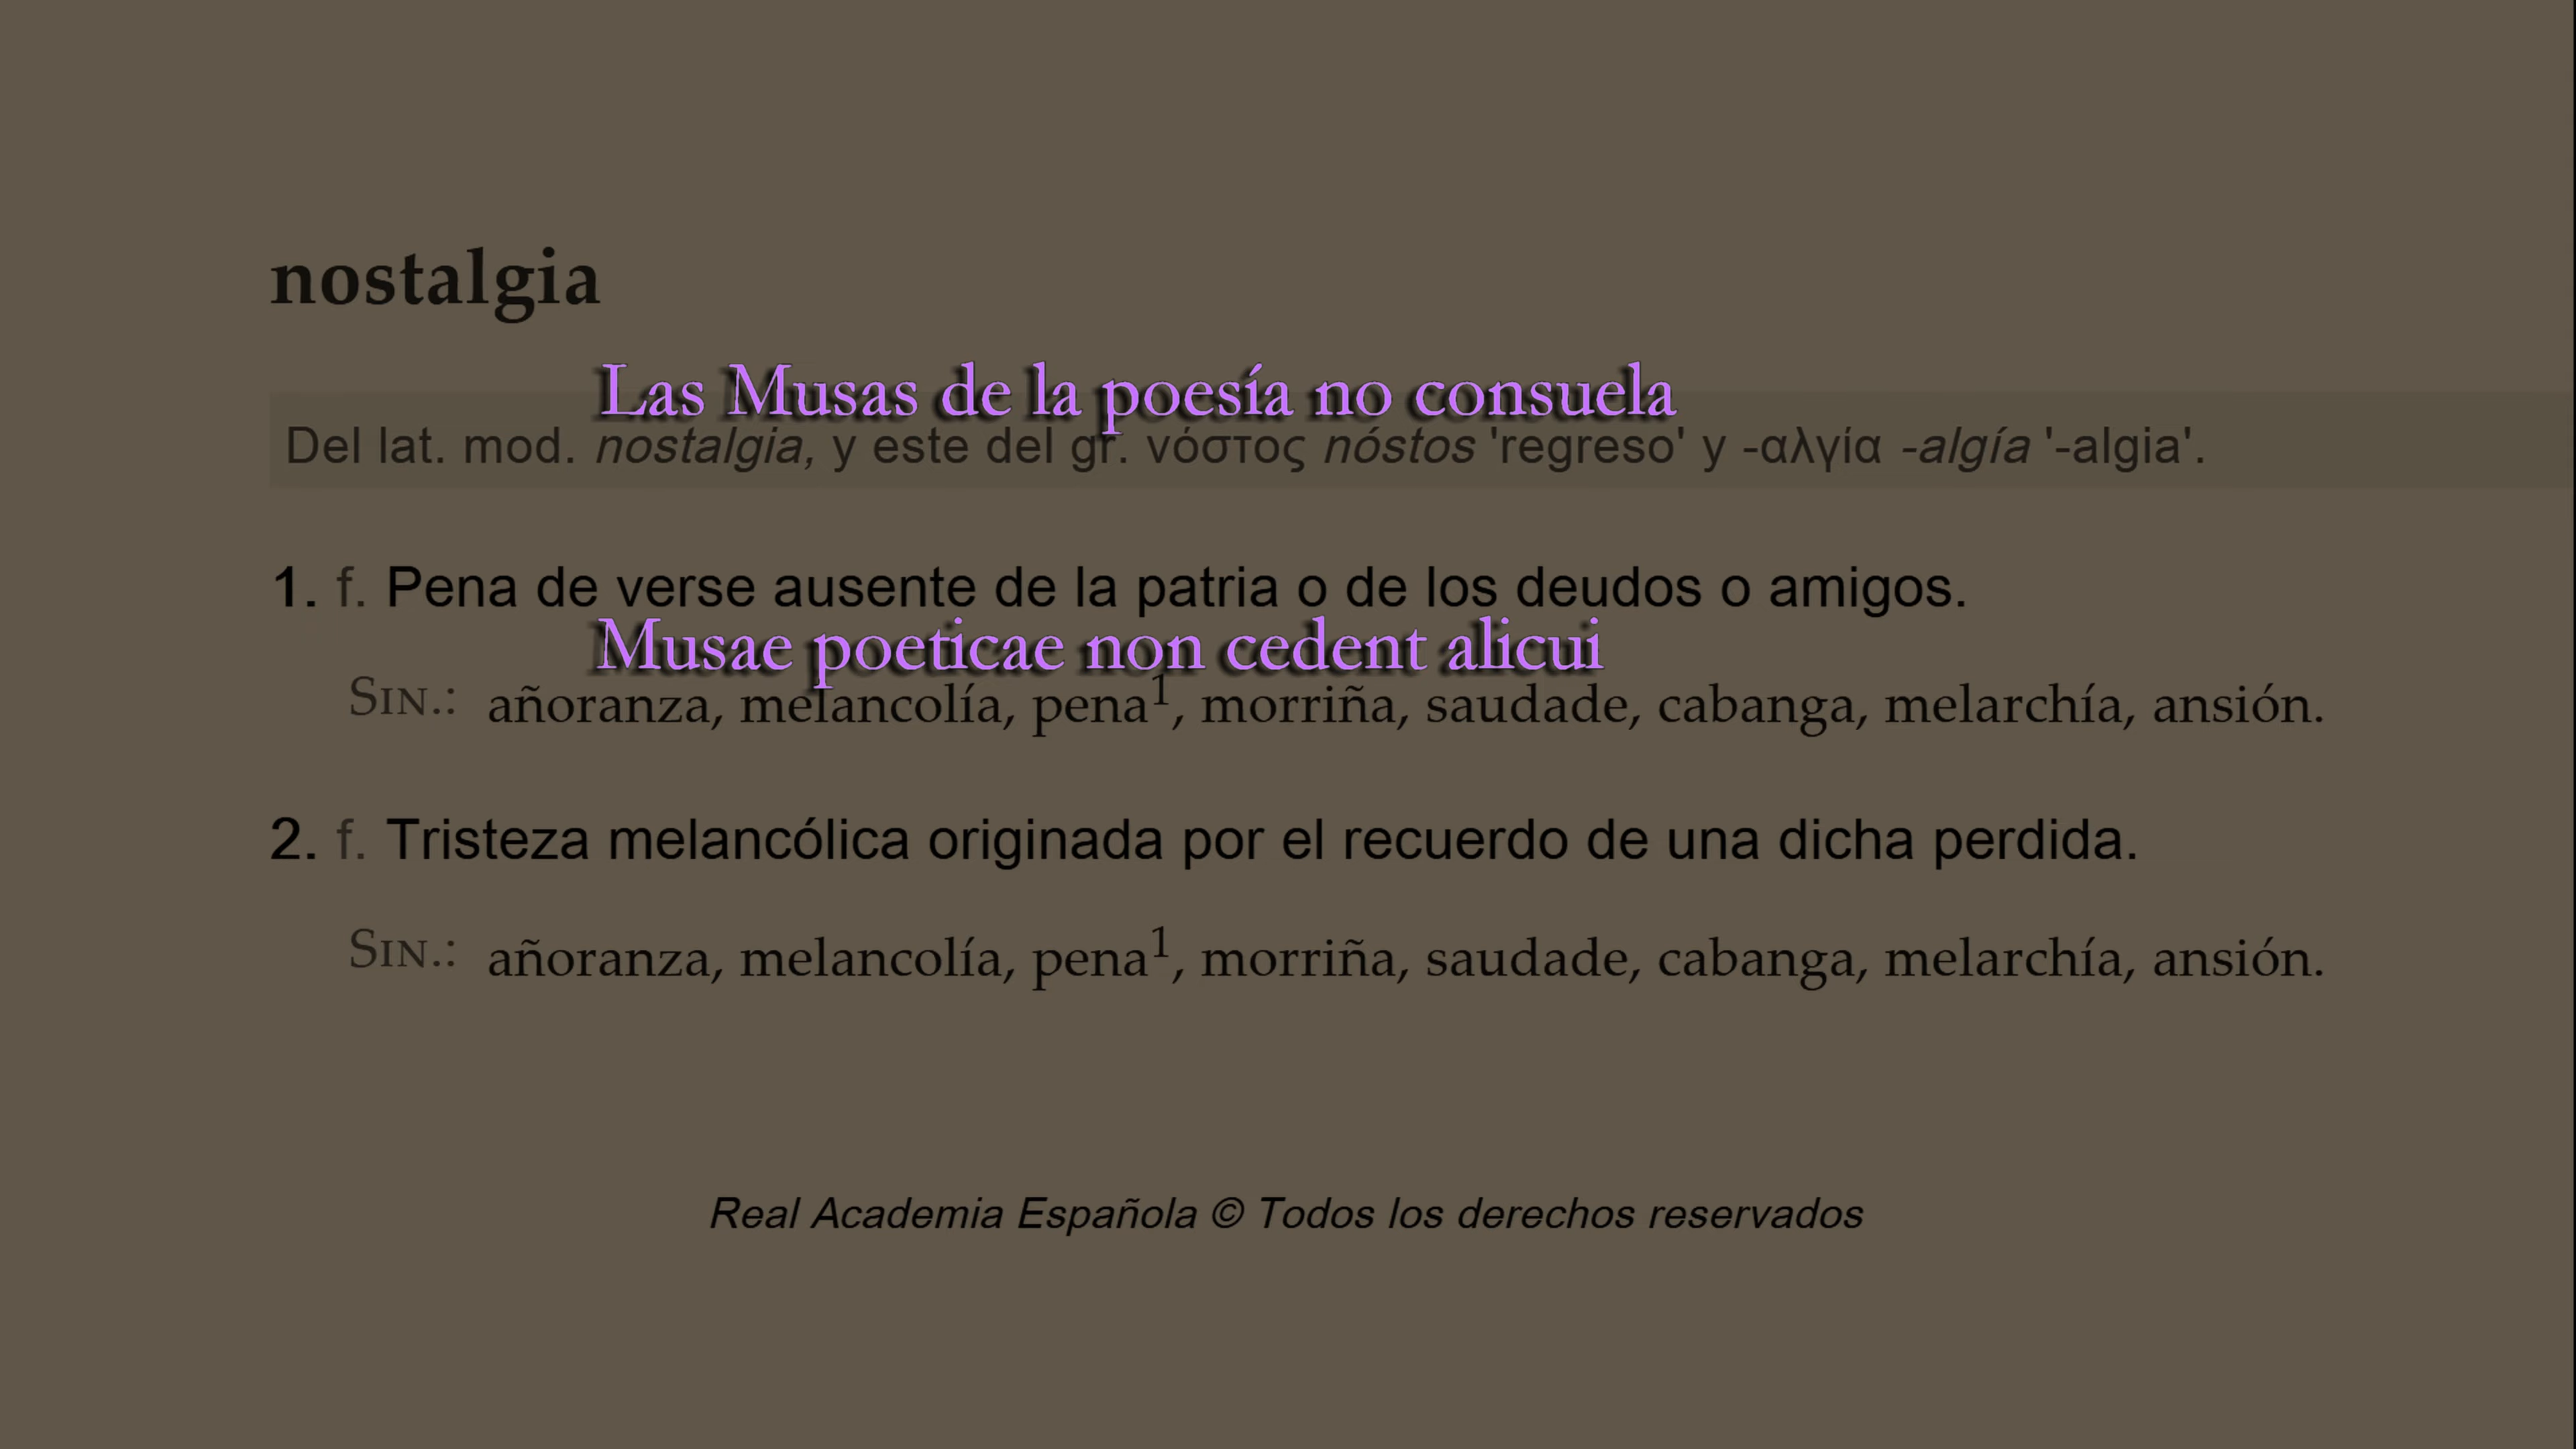 nostalgia
Las Musas de la poesía no consuela
Del lat. mod. nostalgia, y este del gr. νόστος nóstos 'regreso' y -αλγία -algía '-algia'.
1. f. Pena de verse ausente de la patria o de los deudos o amigos.
Musae poeticae non cedent alicui
SIN.: añoranza, melancolía, pena¹, morriña, saudade, cabanga, melarchía, ansión.
2. f. Tristeza melancólica originada por el recuerdo de una dicha perdida.
SIN.: añoranza, melancolía, pena¹, morriña, saudade, cabanga, melarchía, ansión.
Real Academia Española © Todos los derechos reservados